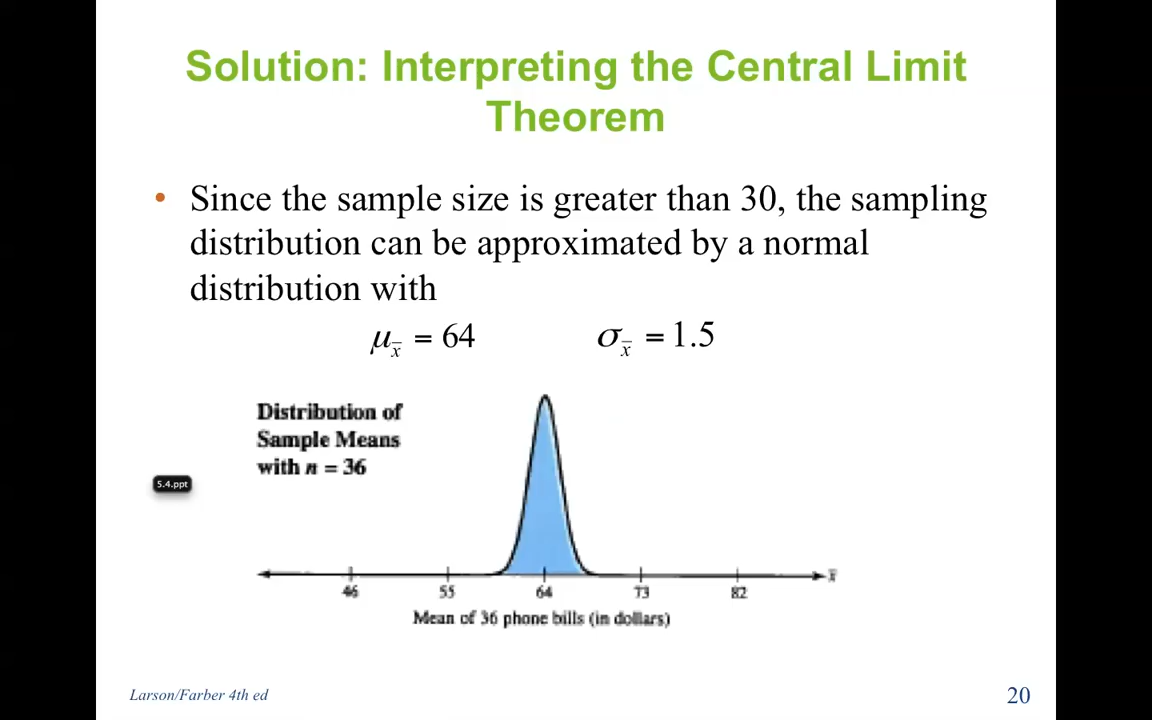 Solution: Interpreting the Central Limit
Theorem
• Since the sample size is greater than 30, the sampling
distribution can be approximated by a normal
distribution with
μx̄ = 64 σx̄ = 1.5
Distribution of
Sample Means
with n = 36
5.4.ppt
46 55 64 73 82 x̄
Mean of 36 phone bills (in dollars)
Larson/Farber 4th ed 20